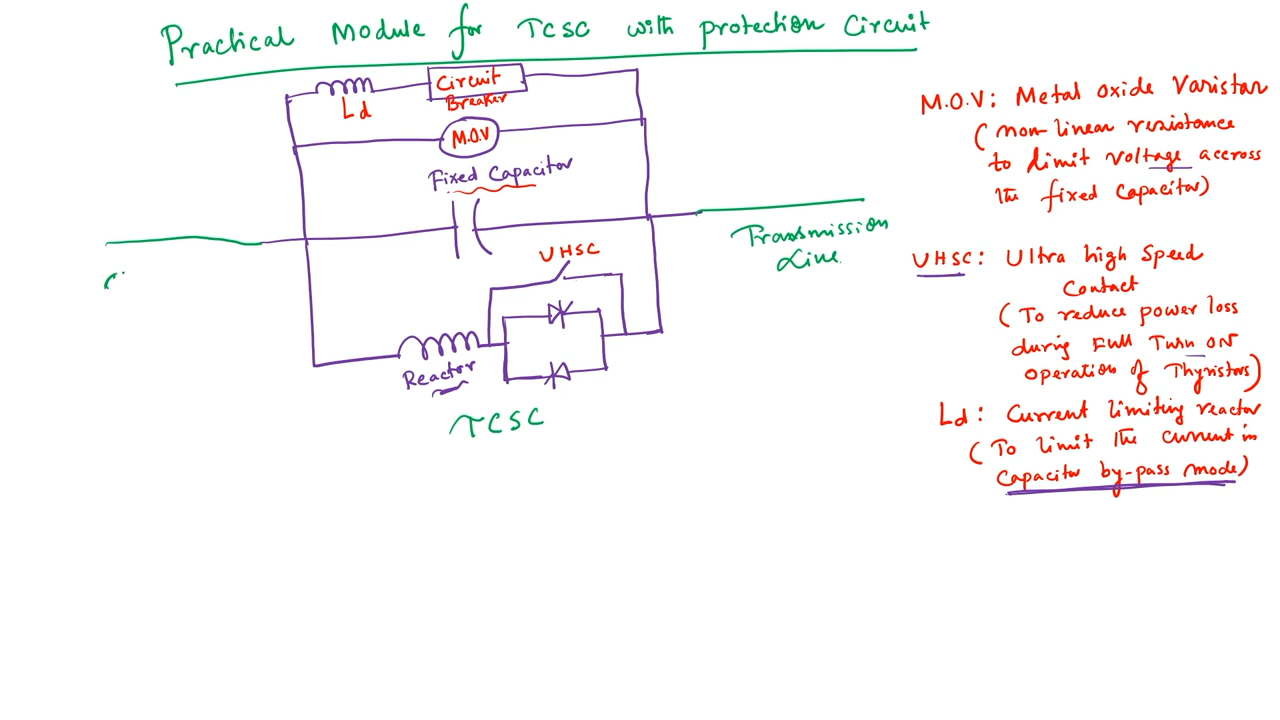 Practical Module for TCSC with protection Circuit
Ld
Circuit
Breaker
M.O.V
Fixed Capacitor
UHSC
Reactor
TCSC
Transmission
Line.
M.O.V: Metal Oxide Varistar
(non-linear resistance
to limit voltage accross
the fixed Capacitor)
UHSC: Ultra high Speed
Contact
(To reduce power loss
during Full Turn ON
operation of Thyristors)
Ld: Current limiting reactor
(To limit the current in
Capacitor by-pass mode)